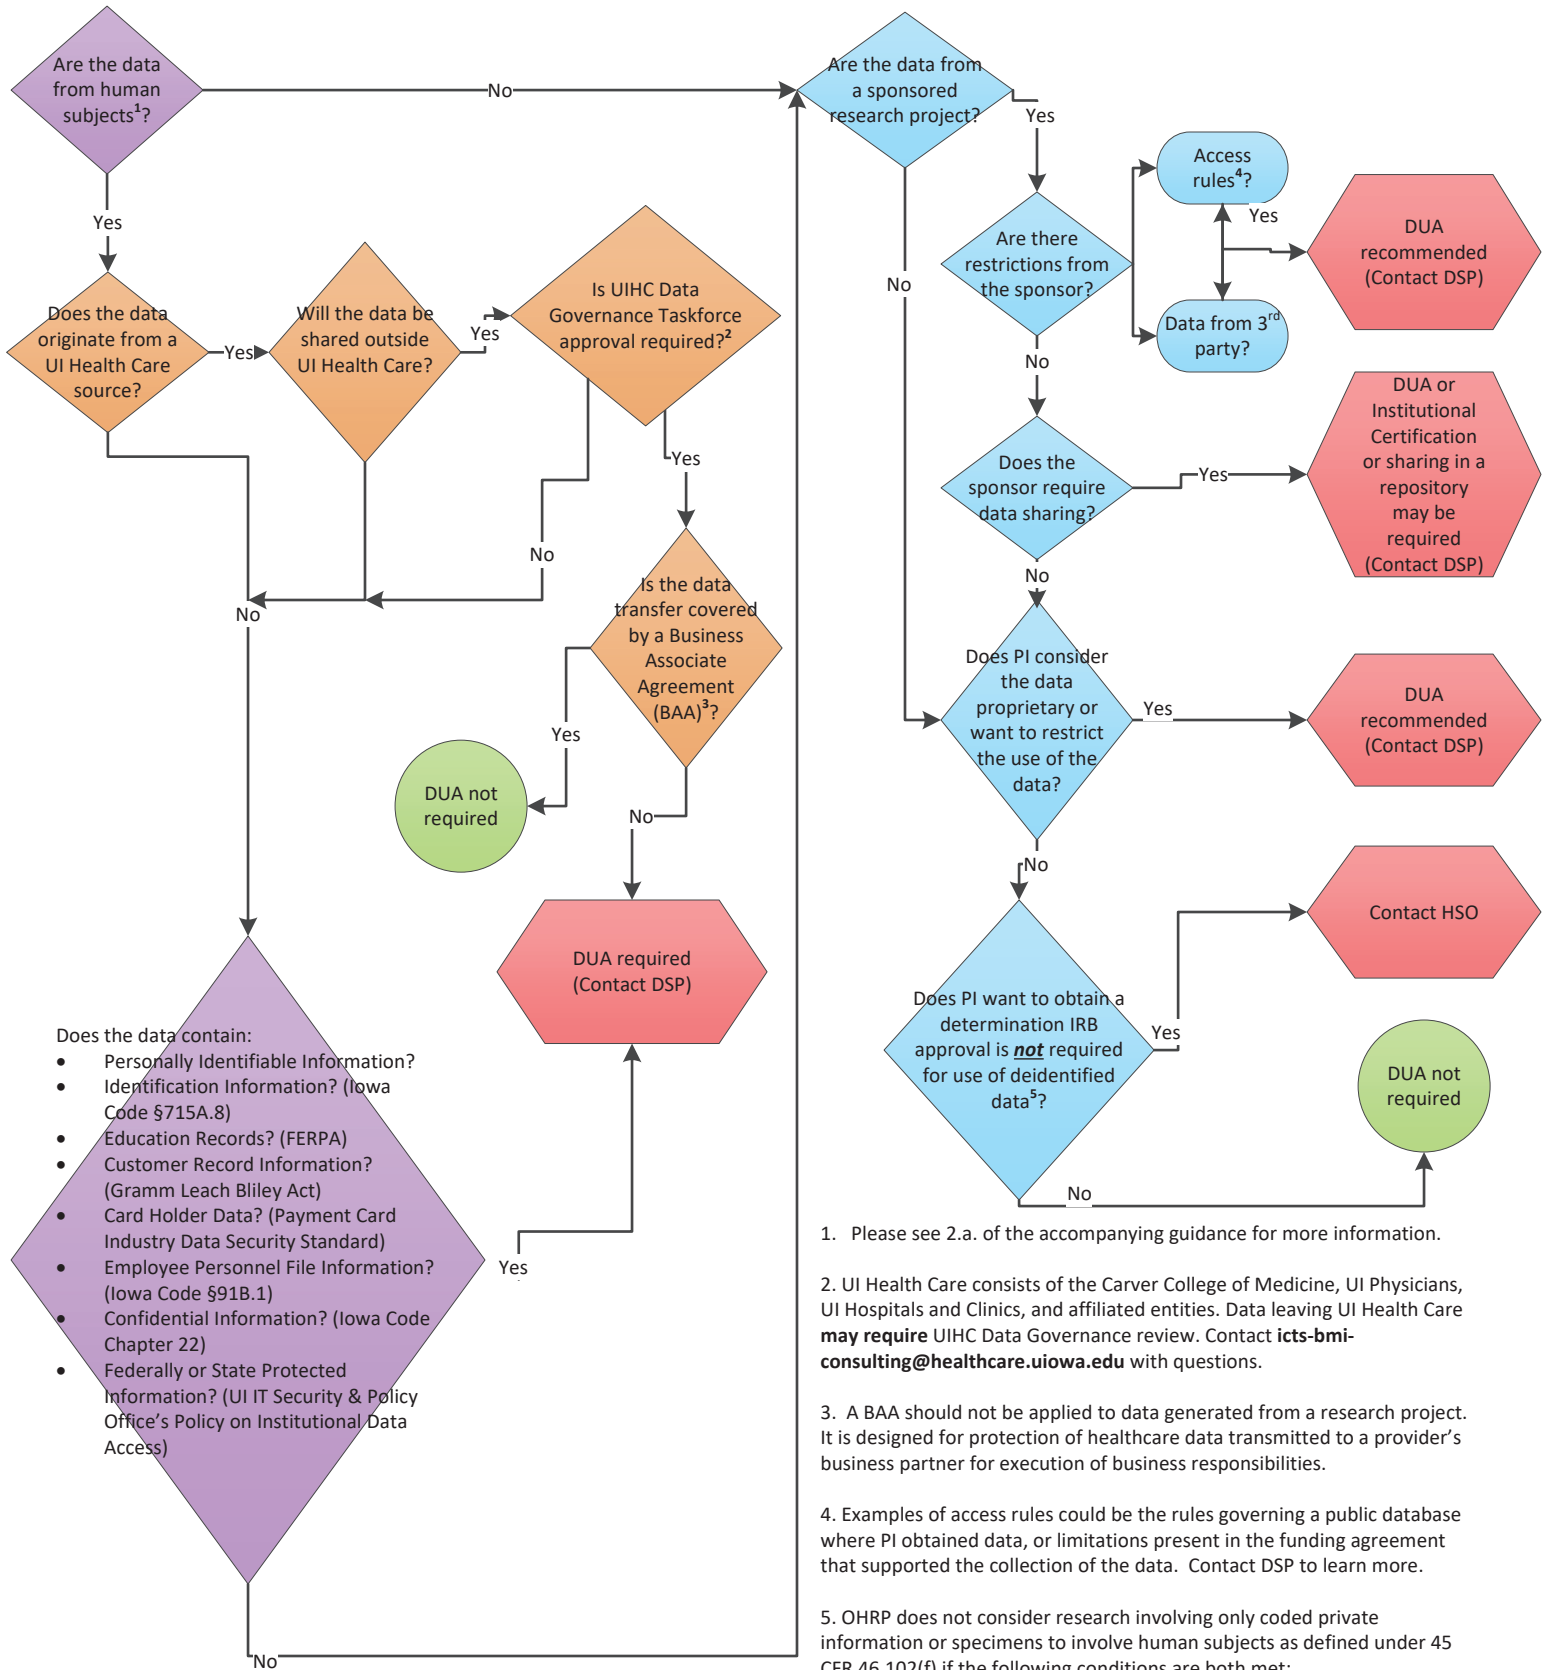 Are the data
from human
subjects¹?
No
Are the data from
a sponsored
research project?
Yes
Access
rules⁴?
Yes
DUA
recommended
(Contact DSP)
Yes
Are there
restrictions from
the sponsor?
Data from 3rd
party?
Does the data
originate from a
UI Health Care
source?
Yes
Will the data be
shared outside
UI Health Care?
Yes
Is UIHC Data
Governance Taskforce
approval required?²
No
No
Yes
No
No
Does the
sponsor require
data sharing?
Yes
DUA or
Institutional
Certification
or sharing in a
repository
may be
required
(Contact DSP)
No
Is the data
transfer covered
by a Business
Associate
Agreement
(BAA)³?
Yes
DUA not
required
No
DUA required
(Contact DSP)
Does PI consider
the data
proprietary or
want to restrict
the use of the
data?
Yes
DUA
recommended
(Contact DSP)
No
Does PI want to obtain a
determination IRB
approval is not required
for use of deidentified
data⁵?
Yes
Contact HSO
No
DUA not
required
Does the data contain:
• Personally Identifiable Information?
• Identification Information? (Iowa
Code §715A.8)
• Education Records? (FERPA)
• Customer Record Information?
(Gramm Leach Bliley Act)
• Card Holder Data? (Payment Card
Industry Data Security Standard)
• Employee Personnel File Information?
(Iowa Code §91B.1)
• Confidential Information? (Iowa Code
Chapter 22)
• Federally or State Protected
Information? (UI IT Security & Policy
Office's Policy on Institutional Data
Access)
Yes
No
1. Please see 2.a. of the accompanying guidance for more information.
2. UI Health Care consists of the Carver College of Medicine, UI Physicians,
UI Hospitals and Clinics, and affiliated entities. Data leaving UI Health Care
may require UIHC Data Governance review. Contact icts-bmi-
consulting@healthcare.uiowa.edu with questions.
3. A BAA should not be applied to data generated from a research project.
It is designed for protection of healthcare data transmitted to a provider's
business partner for execution of business responsibilities.
4. Examples of access rules could be the rules governing a public database
where PI obtained data, or limitations present in the funding agreement
that supported the collection of the data. Contact DSP to learn more.
5. OHRP does not consider research involving only coded private
information or specimens to involve human subjects as defined under 45
CFR 46.102(f) if the following conditions are both met: